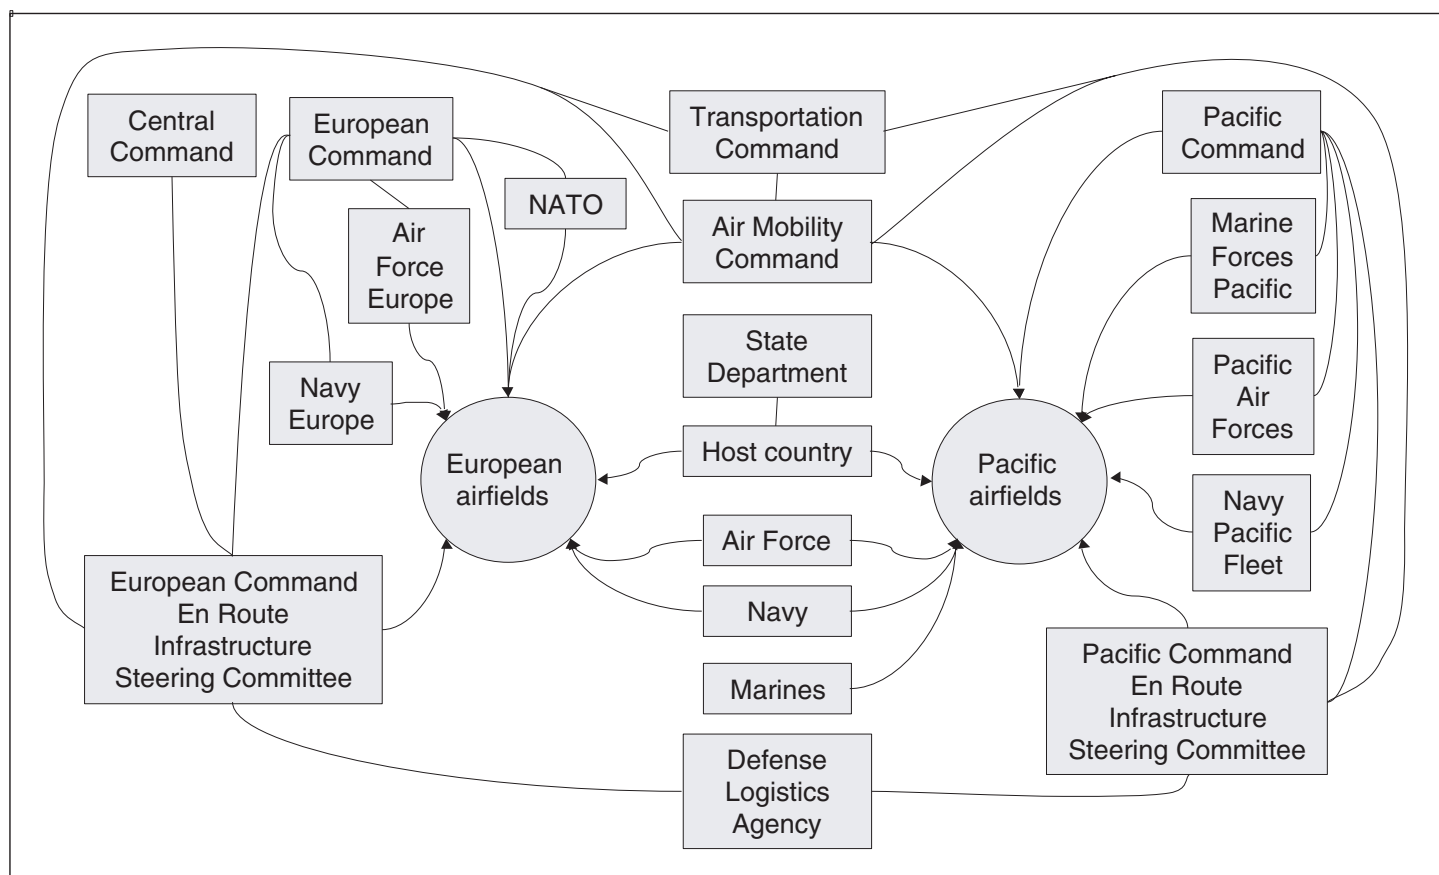 Central
Command
European
Command
NATO
Air
Force
Europe
Navy
Europe
European
airfields
European Command
En Route
Infrastructure
Steering Committee
Transportation
Command
Air Mobility
Command
State
Department
Host country
Air Force
Navy
Marines
Defense
Logistics
Agency
Pacific
Command
Marine
Forces
Pacific
Pacific
Air
Forces
Navy
Pacific
Fleet
Pacific
airfields
Pacific Command
En Route
Infrastructure
Steering Committee